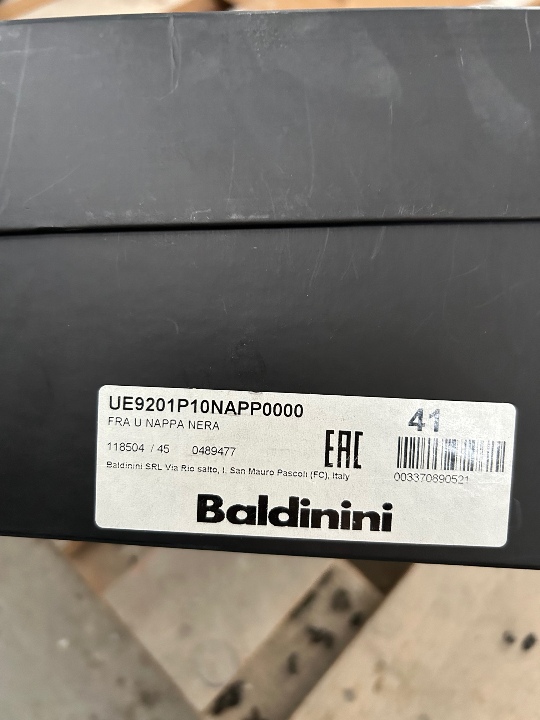 UE9201P10NAPP0000
41
FRA U NAPPA NERA
118504 / 45 0489477
EAC
003370890521
Baldinini SRL Via Rio salto, 1, San Mauro Pascoli (FC), Italy
Baldinini